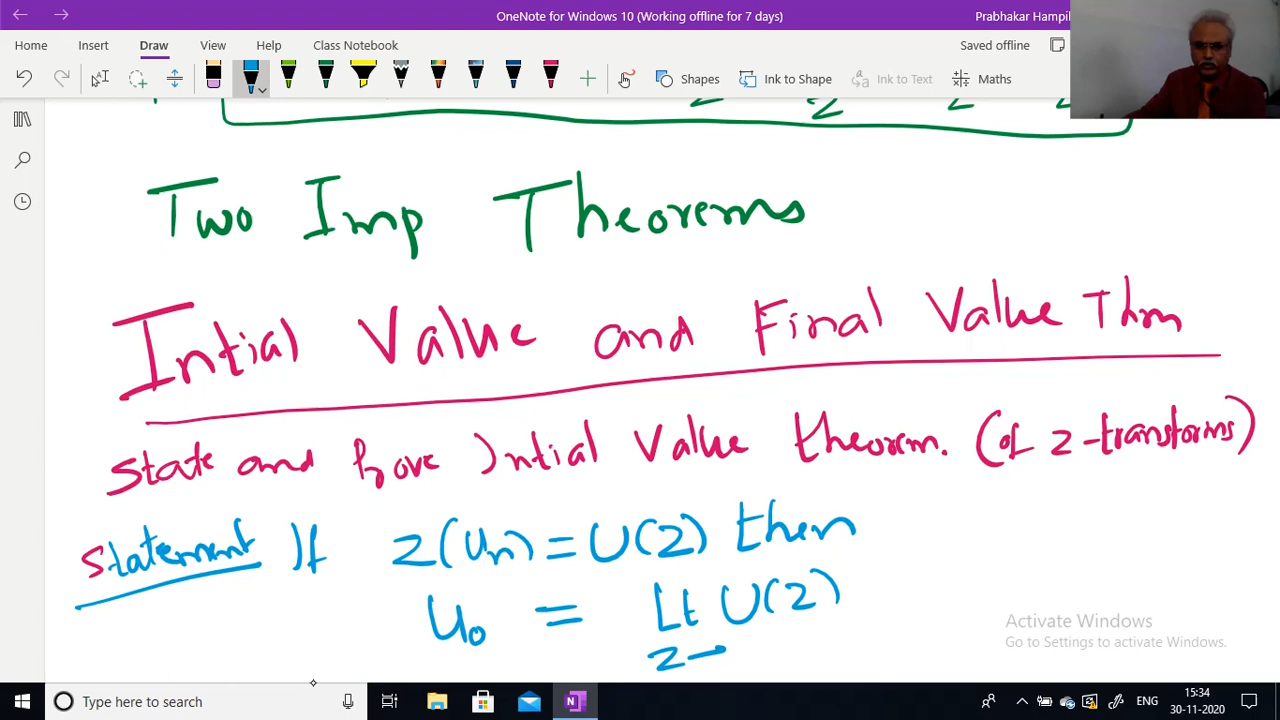 OneNote for Windows 10 (Working offline for 7 days)
Prabhakar Hampil
Home Insert Draw View Help Class Notebook
Saved offline
Shapes Ink to Shape Ink to Text Maths
Two Imp Theorems
Intial Value and Final Value Thm
State and Prove Intial Value theorem. (of z-transforms)
Statement If z(un) = U(z) then
u0 = Lt U(z)
z→
Activate Windows
Go to Settings to activate Windows.
Type here to search
ENG
15:34
30-11-2020